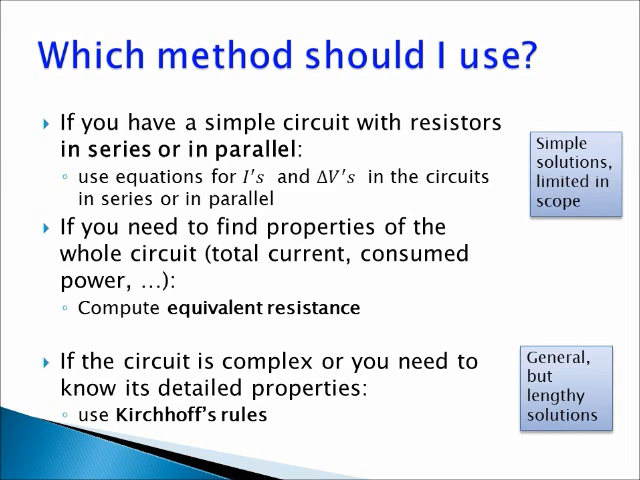 Which method should I use?
If you have a simple circuit with resistors
in series or in parallel:
use equations for I's and ΔV's in the circuits
in series or in parallel
If you need to find properties of the
whole circuit (total current, consumed
power, …):
Compute equivalent resistance
If the circuit is complex or you need to
know its detailed properties:
use Kirchhoff's rules
Simple
solutions,
limited in
scope
General,
but
lengthy
solutions